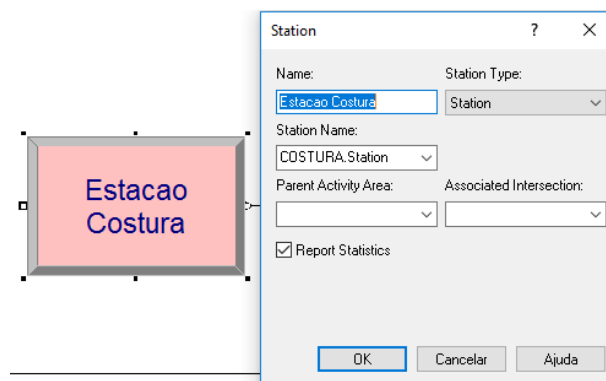 Station ?
Name: Station Type:
Estacao Costura Station
Station Name:
COSTURA.Station
Parent Activity Area: Associated Intersection:
Report Statistics
OK Cancelar Ajuda
Estacao
Costura